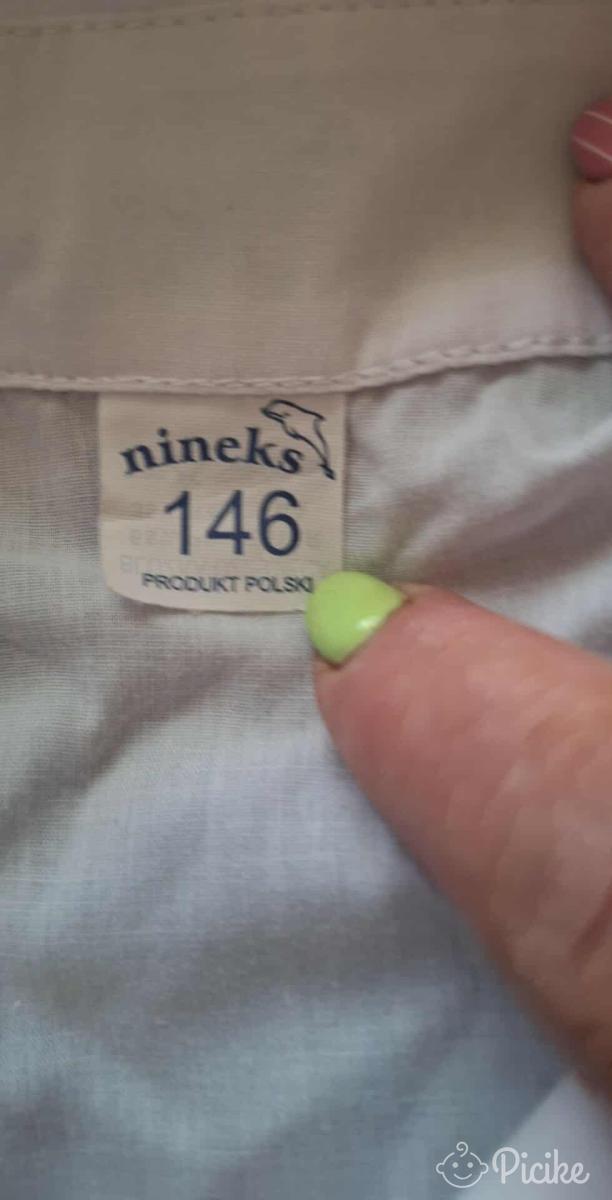 nineks
146
PRODUKT POLSKI
Picike